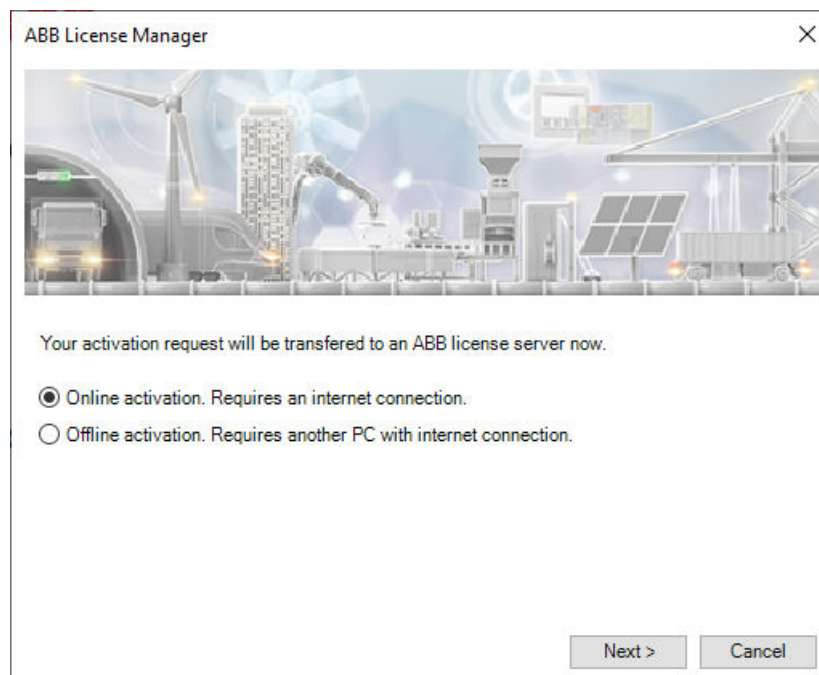 ABB License Manager
Your activation request will be transfered to an ABB license server now.
Online activation. Requires an internet connection.
Offline activation. Requires another PC with internet connection.
Next >
Cancel